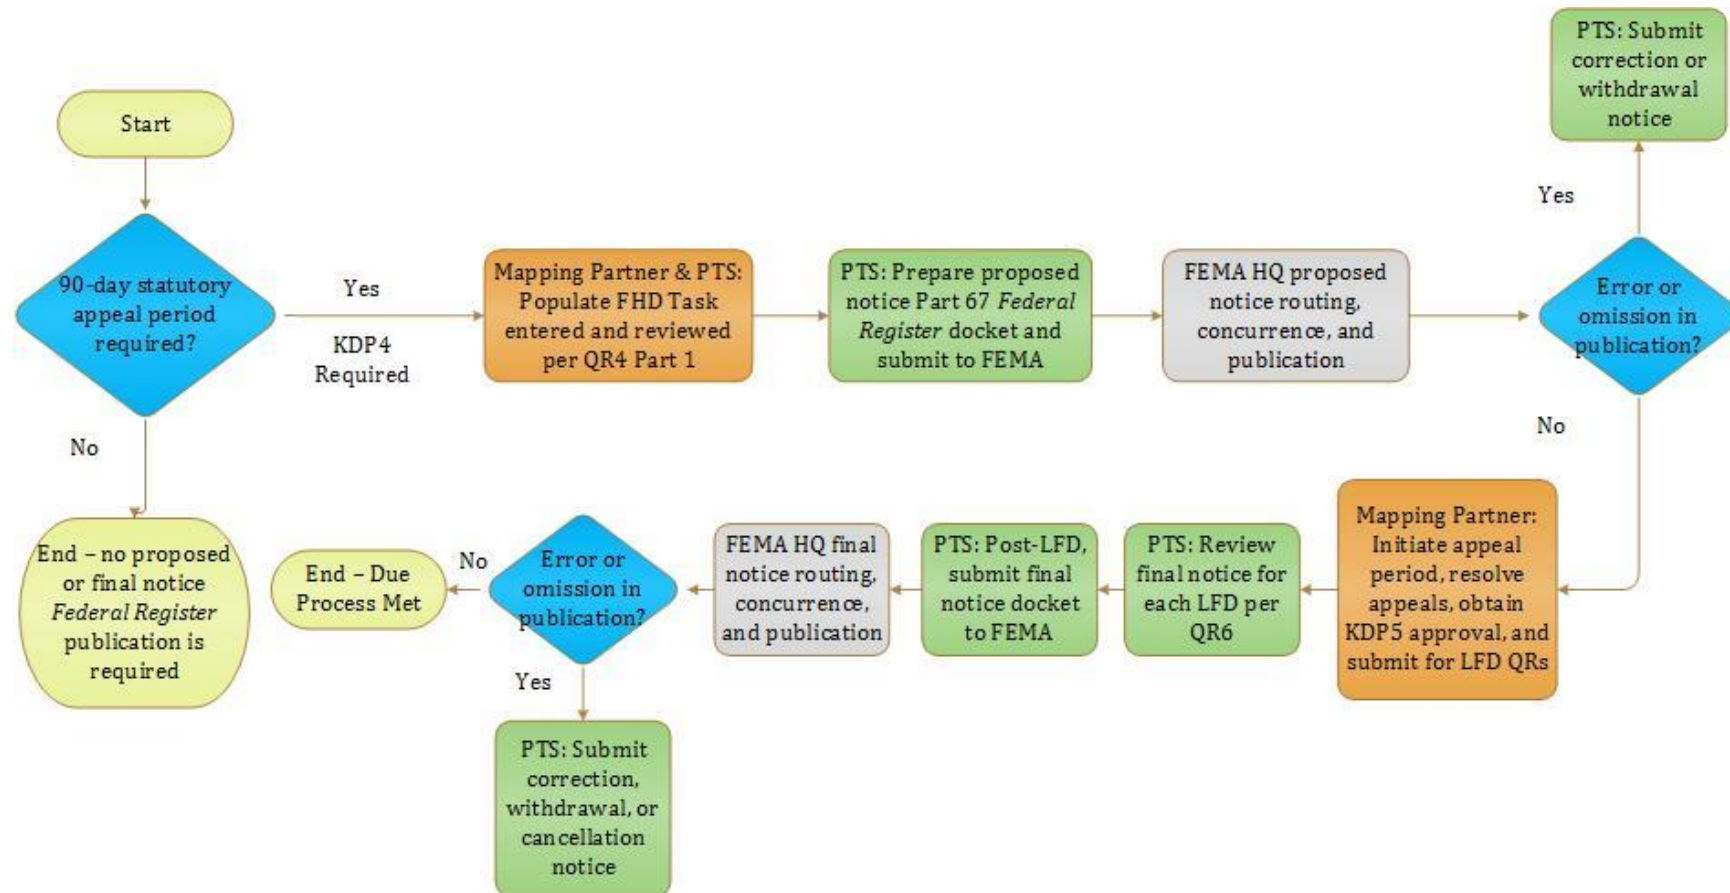 Start
90-day statutory
appeal period
required?
Yes
KDP4
Required
No
End – no proposed
or final notice
Federal Register
publication is
required
Mapping Partner & PTS:
Populate FHD Task
entered and reviewed
per QR4 Part 1
PTS: Prepare proposed
notice Part 67 Federal
Register docket and
submit to FEMA
FEMA HQ proposed
notice routing,
concurrence, and
publication
Error or
omission in
publication?
Yes
PTS: Submit
correction or
withdrawal
notice
No
Mapping Partner:
Initiate appeal
period, resolve
appeals, obtain
KDP5 approval, and
submit for LFD QRs
PTS: Review
final notice for
each LFD per
QR6
PTS: Post-LFD,
submit final
notice docket
to FEMA
FEMA HQ final
notice routing,
concurrence,
and publication
Error or
omission in
publication?
No
End – Due
Process Met
Yes
PTS: Submit
correction,
withdrawal, or
cancellation
notice